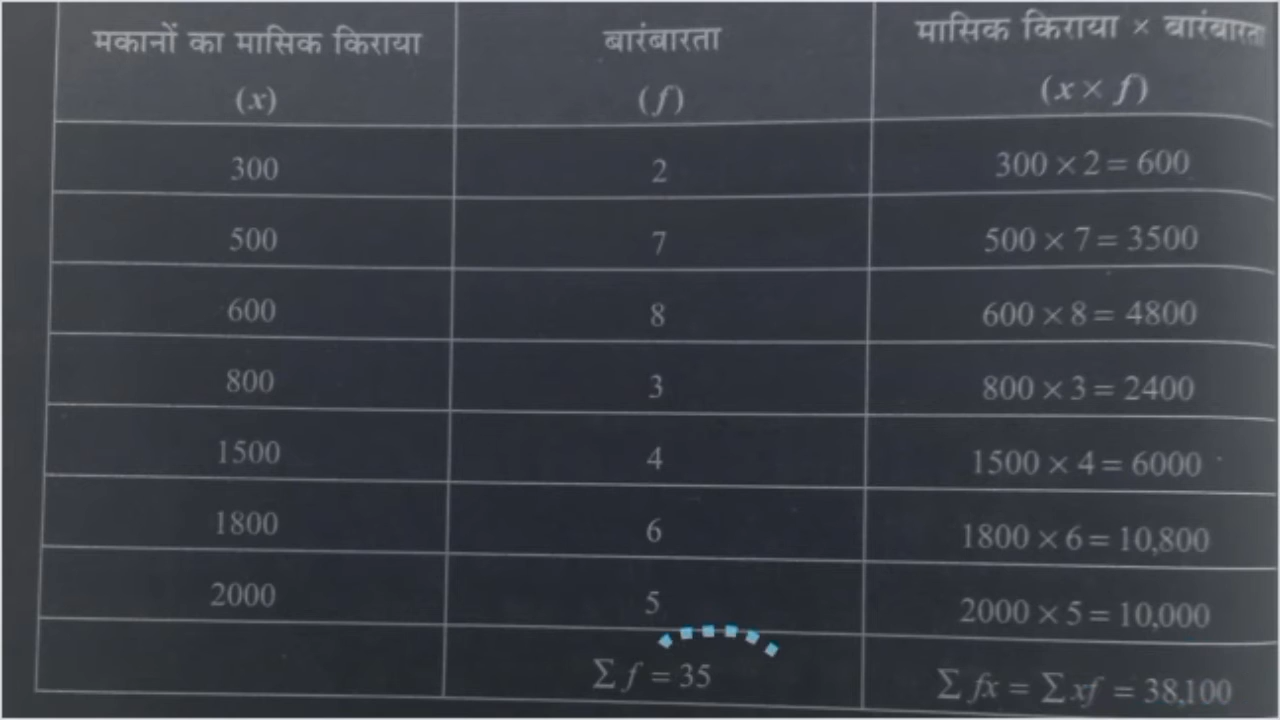 मकानों का मासिक किराया बारंबारता मासिक किराया × बारंबारता
(x) (f) (x × f)
300 2 300 × 2 = 600
500 7 500 × 7 = 3500
600 8 600 × 8 = 4800
800 3 800 × 3 = 2400
1500 4 1500 × 4 = 6000
1800 6 1800 × 6 = 10,800
2000 5 2000 × 5 = 10,000
∑ f = 35 ∑ fx = ∑ xf = 38,100